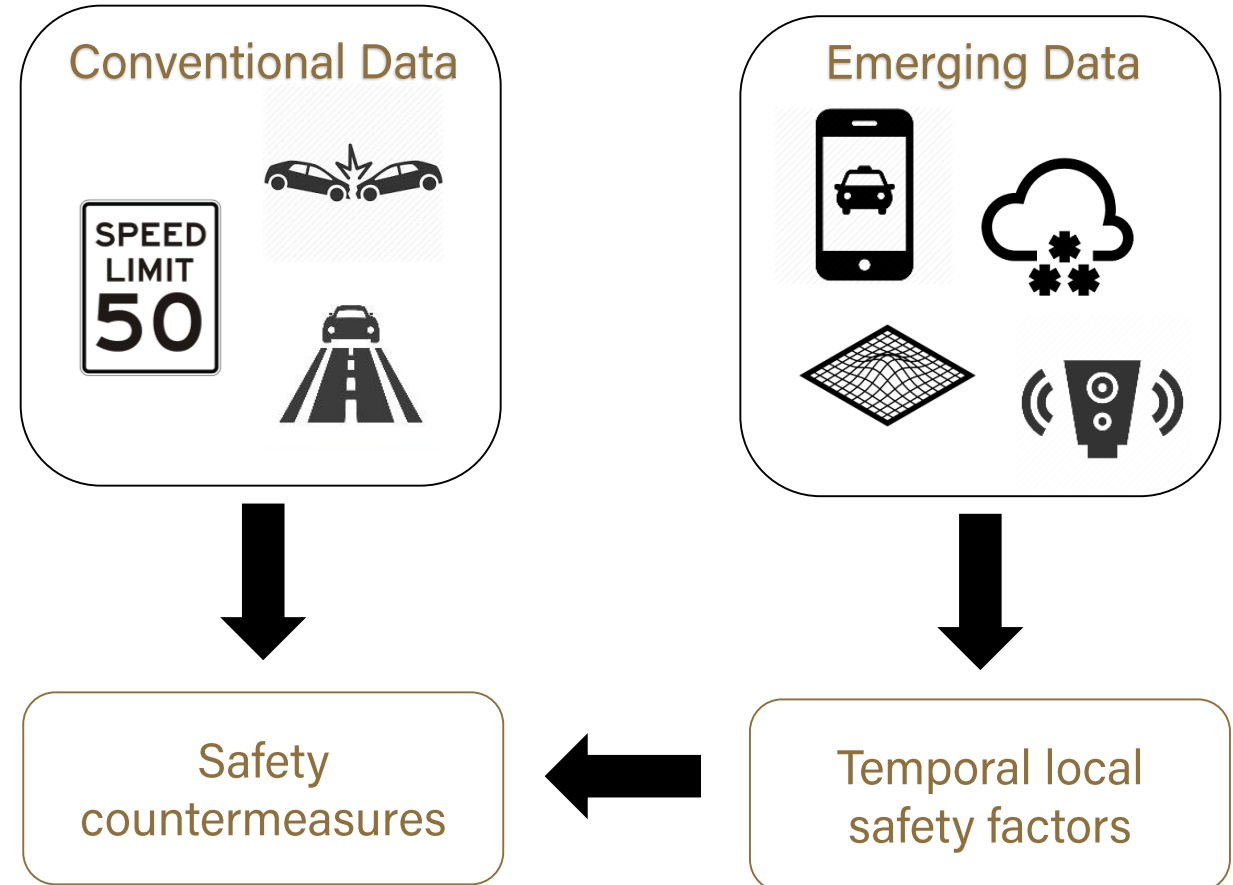 Conventional Data
SPEED
LIMIT
50
Emerging Data
Safety
countermeasures
Temporal local
safety factors